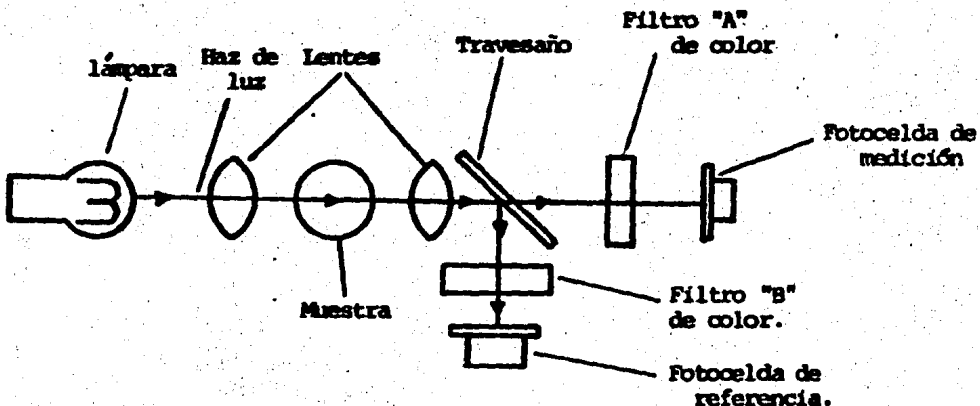 lámpara
Haz de
luz
Lentes
Travesaño
Filtro "A"
de color
Fotocelda de
medición
Muestra
Filtro "B"
de color.
Fotocelda de
referencia.